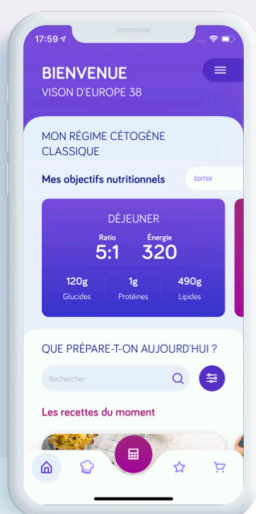 17:59
BIENVENUE
VISON D'EUROPE 38
MON RÉGIME CÉTOGÈNE
CLASSIQUE
Mes objectifs nutritionnels
ÉDITER
DÉJEUNER
Ratio Énergie
5:1 320
120g 1g 490g
Glucides Protéines Lipides
QUE PRÉPARE-T-ON AUJOURD'HUI ?
Rechercher
Les recettes du moment